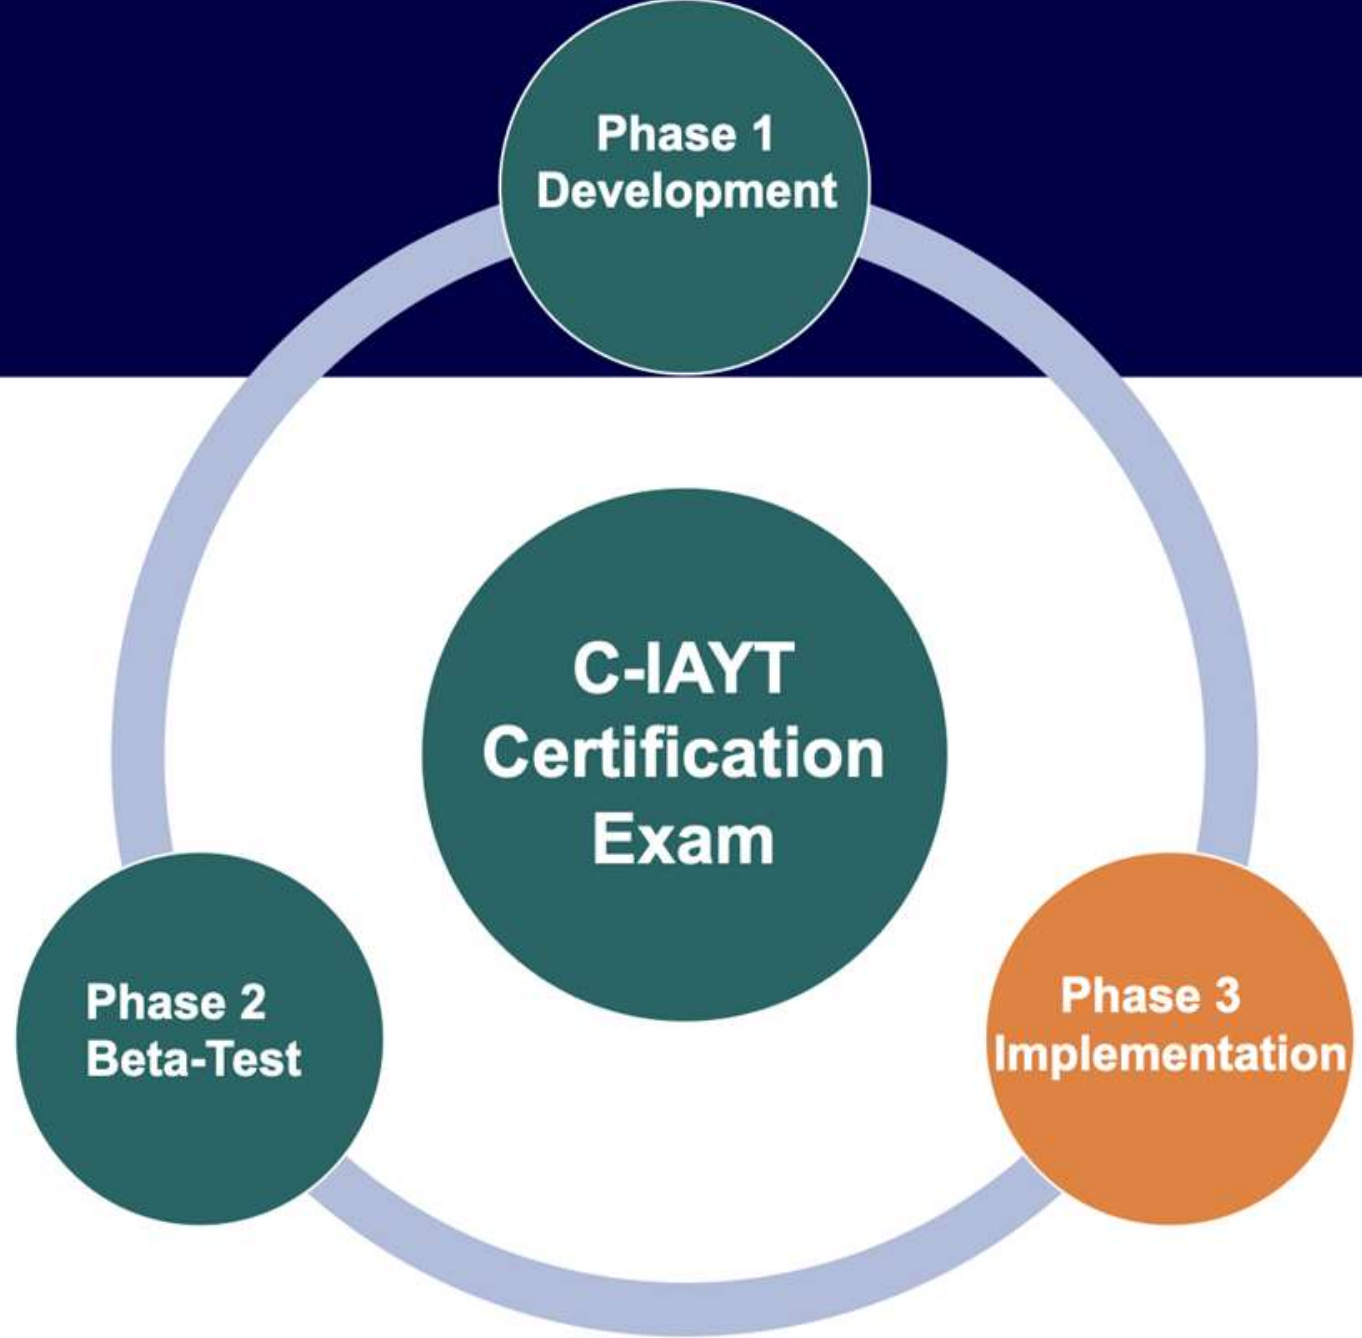 Phase 1
Development
C-IAYT
Certification
Exam
Phase 2
Beta-Test
Phase 3
Implementation